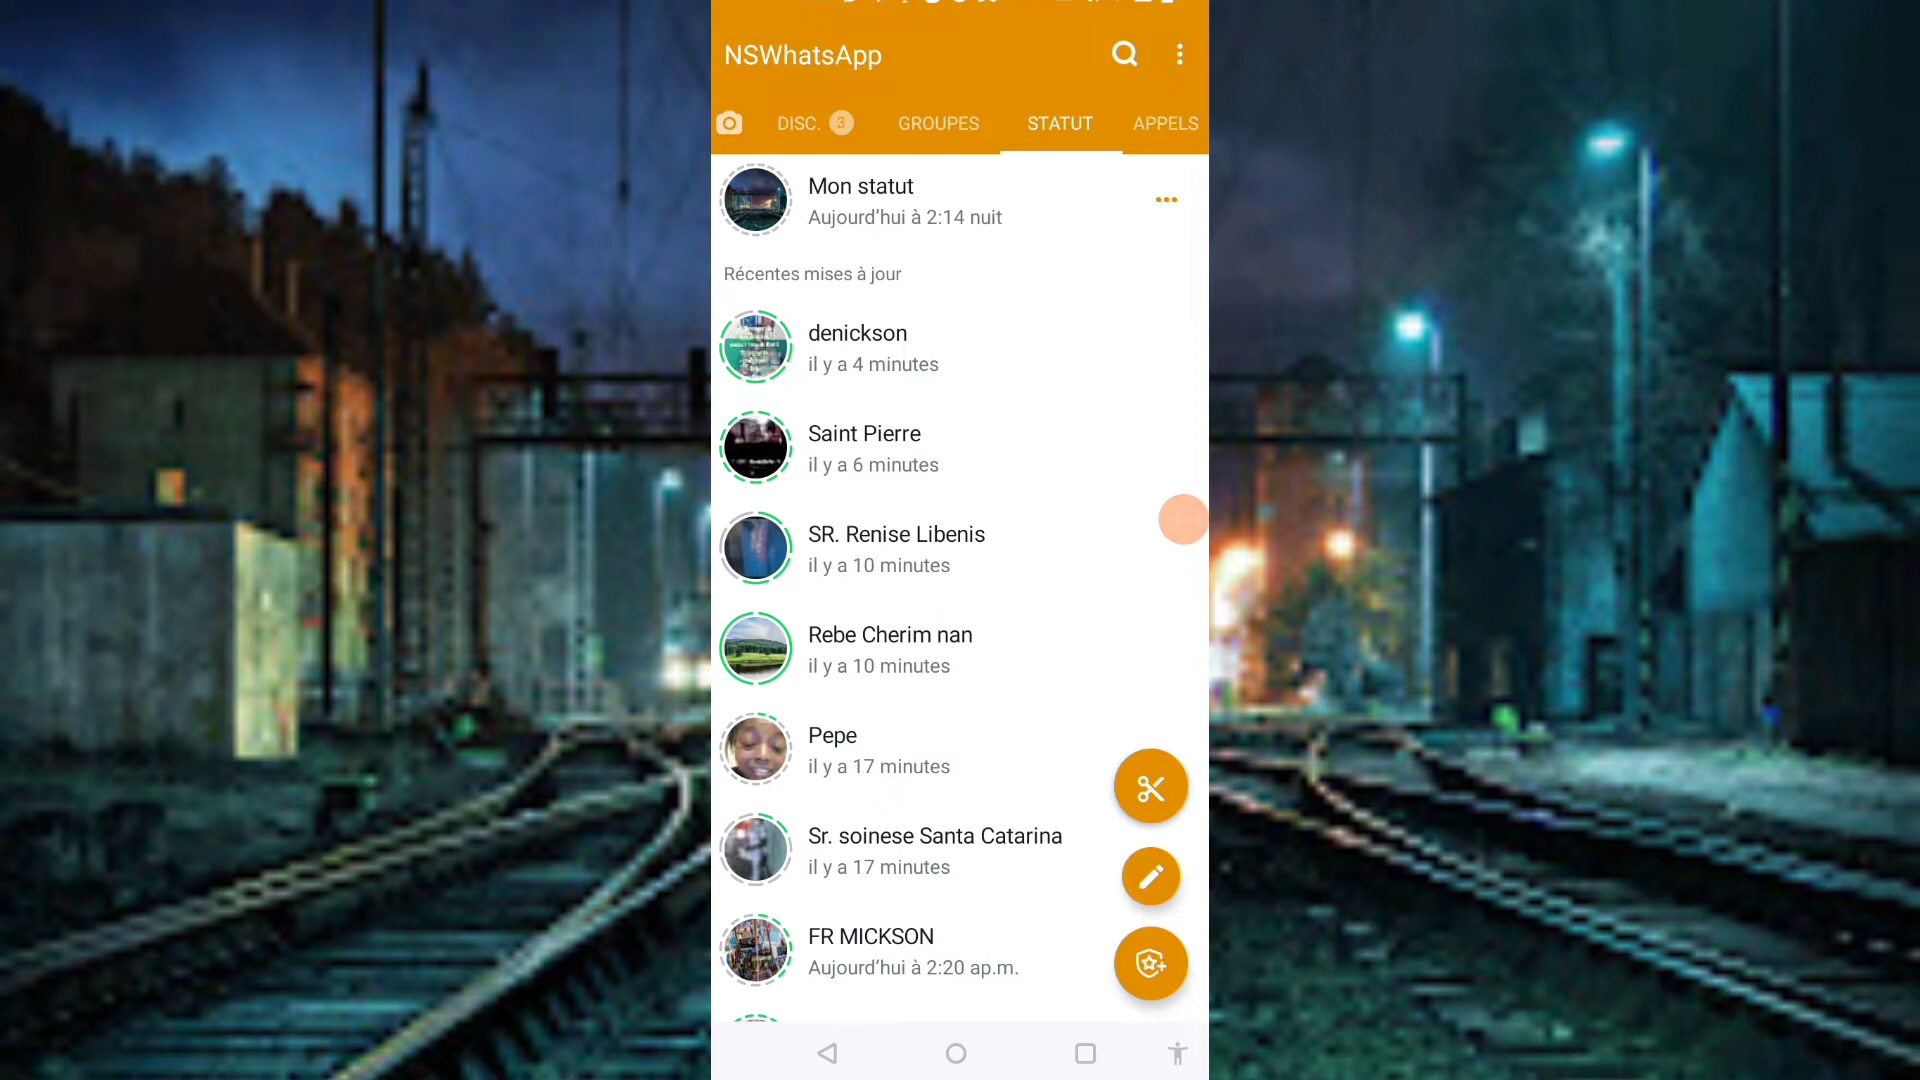 NSWhatsApp
DISC. 3 GROUPES STATUT APPELS
Mon statut
Aujourd’hui à 2:14 nuit
Récentes mises à jour
denickson
il y a 4 minutes
Saint Pierre
il y a 6 minutes
SR. Renise Libenis
il y a 10 minutes
Rebe Cherim nan
il y a 10 minutes
Pepe
il y a 17 minutes
Sr. soinese Santa Catarina
il y a 17 minutes
FR MICKSON
Aujourd’hui à 2:20 ap.m.